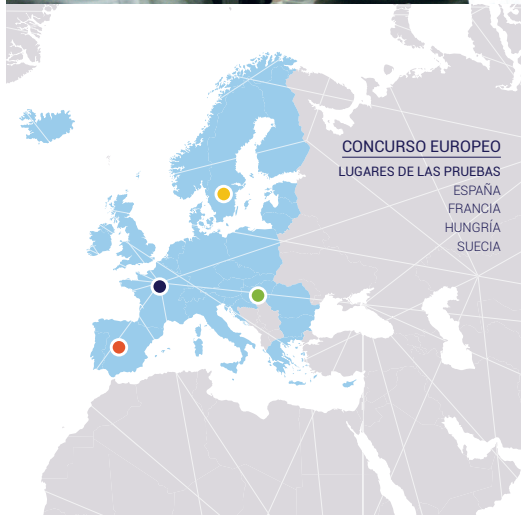 CONCURSO EUROPEO
LUGARES DE LAS PRUEBAS
ESPAÑA
FRANCIA
HUNGRÍA
SUECIA